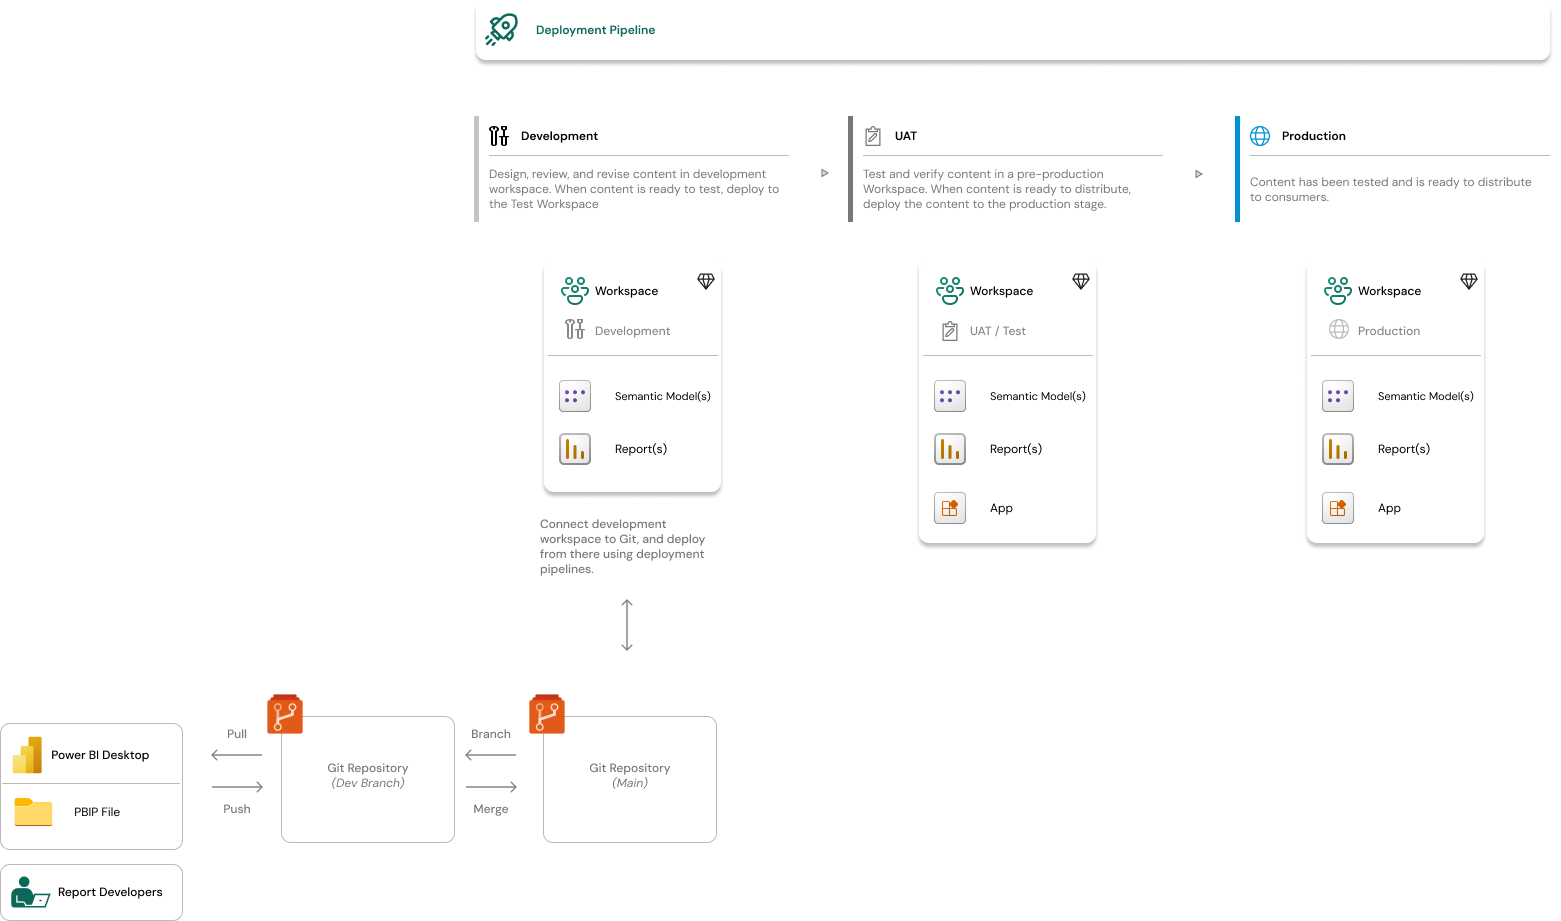 Deployment Pipeline
Development
Design, review, and revise content in development
workspace. When content is ready to test, deploy to
the Test Workspace
UAT
Test and verify content in a pre-production
Workspace. When content is ready to distribute,
deploy the content to the production stage.
Production
Content has been tested and is ready to distribute
to consumers.
Workspace
Development
Semantic Model(s)
Report(s)
Workspace
UAT / Test
Semantic Model(s)
Report(s)
App
Workspace
Production
Semantic Model(s)
Report(s)
App
Connect development
workspace to Git, and deploy
from there using deployment
pipelines.
Power BI Desktop
PBIP File
Report Developers
Pull
Push
Git Repository
(Dev Branch)
Branch
Merge
Git Repository
(Main)